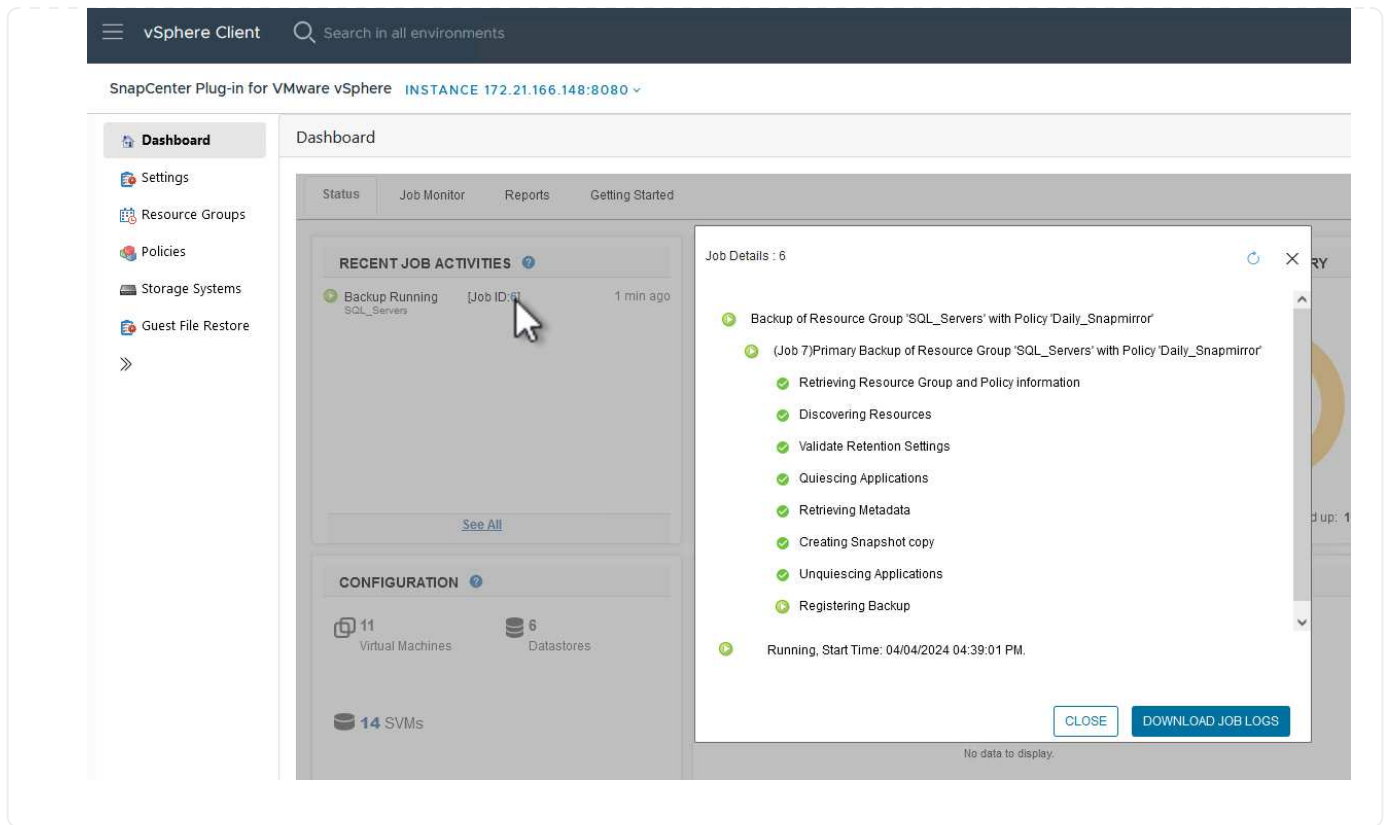 vSphere Client
Search in all environments
SnapCenter Plug-in for VMware vSphere INSTANCE 172.21.166.148:8080
Dashboard
Settings
Resource Groups
Policies
Storage Systems
Guest File Restore
Dashboard
Status Job Monitor Reports Getting Started
RECENT JOB ACTIVITIES
Backup Running [Job ID:6] 1 min ago
SQL_Servers
See All
CONFIGURATION
11
Virtual Machines
6
Datastores
14 SVMs
RY
d up: 1
Job Details : 6
Backup of Resource Group 'SQL_Servers' with Policy 'Daily_Snapmirror'
(Job 7)Primary Backup of Resource Group 'SQL_Servers' with Policy 'Daily_Snapmirror'
Retrieving Resource Group and Policy information
Discovering Resources
Validate Retention Settings
Quiescing Applications
Retrieving Metadata
Creating Snapshot copy
Unquiescing Applications
Registering Backup
Running, Start Time: 04/04/2024 04:39:01 PM.
CLOSE DOWNLOAD JOB LOGS
No data to display.